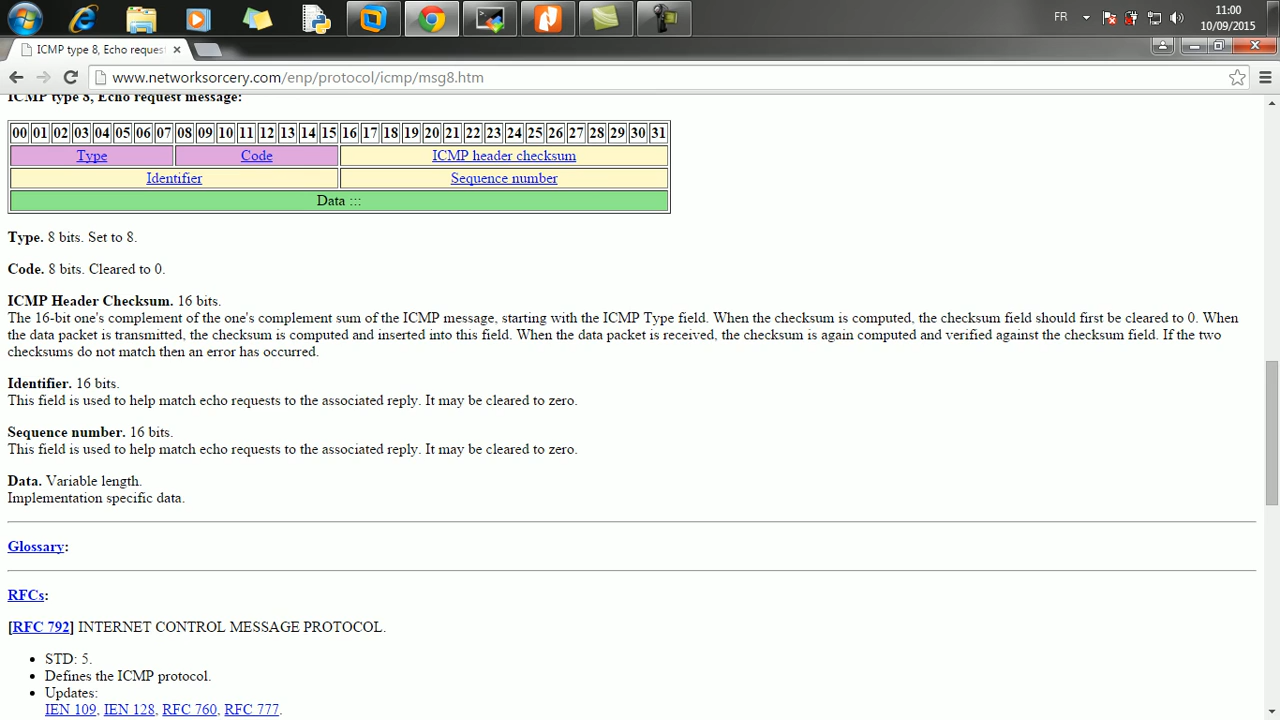 FR
11:00
10/09/2015
ICMP type 8, Echo request
www.networksorcery.com/enp/protocol/icmp/msg8.htm
ICMP type 8, Echo request message:
00 01 02 03 04 05 06 07 08 09 10 11 12 13 14 15 16 17 18 19 20 21 22 23 24 25 26 27 28 29 30 31
Type Code ICMP header checksum
Identifier Sequence number
Data :::
Type. 8 bits. Set to 8.
Code. 8 bits. Cleared to 0.
ICMP Header Checksum. 16 bits.
The 16-bit one's complement of the one's complement sum of the ICMP message, starting with the ICMP Type field. When the checksum is computed, the checksum field should first be cleared to 0. When
the data packet is transmitted, the checksum is computed and inserted into this field. When the data packet is received, the checksum is again computed and verified against the checksum field. If the two
checksums do not match then an error has occurred.
Identifier. 16 bits.
This field is used to help match echo requests to the associated reply. It may be cleared to zero.
Sequence number. 16 bits.
This field is used to help match echo requests to the associated reply. It may be cleared to zero.
Data. Variable length.
Implementation specific data.
Glossary:
RFCs:
[RFC 792] INTERNET CONTROL MESSAGE PROTOCOL.
• STD: 5.
• Defines the ICMP protocol.
• Updates:
IEN 109, IEN 128, RFC 760, RFC 777.